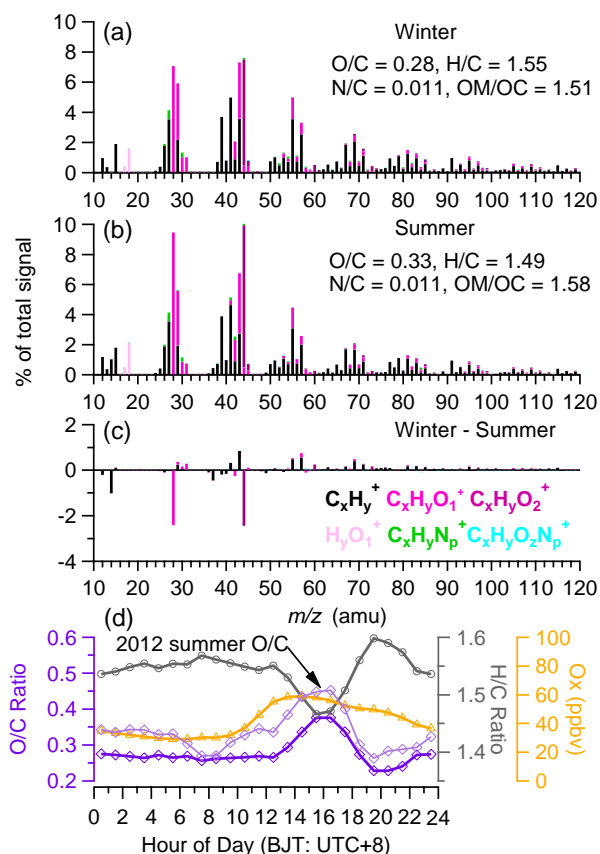 (a) Winter
O/C = 0.28, H/C = 1.55
N/C = 0.011, OM/OC = 1.51
10
8
6
4
2
0
10 20 30 40 50 60 70 80 90 100 110 120
(b) Summer
O/C = 0.33, H/C = 1.49
N/C = 0.011, OM/OC = 1.58
10
8
6
4
2
0
% of total signal
10 20 30 40 50 60 70 80 90 100 110 120
(c) Winter - Summer
2
0
-2
-4
CxHy+ CxHyO1+ CxHyO2+
HyO1+ CxHyNp+ CxHyOzNp+
10 20 30 40 50 60 70 80 90 100 110 120
m/z (amu)
(d)
2012 summer O/C
0.6
0.5
0.4
0.3
0.2
O/C Ratio
1.6
1.5
1.4
H/C Ratio
100
80
60
40
20
0
Ox (ppbv)
0 2 4 6 8 10 12 14 16 18 20 22 24
Hour of Day (BJT: UTC+8)